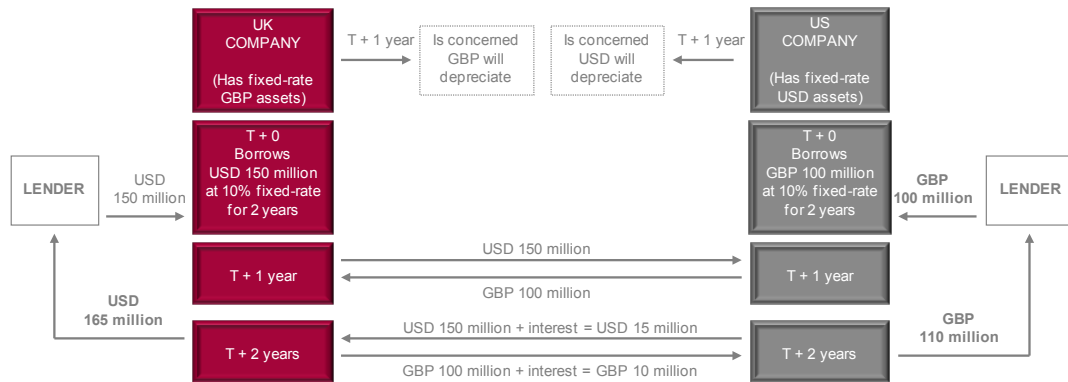 UK
COMPANY
(Has fixed-rate
GBP assets)
T + 1 year
Is concerned
GBP will
depreciate
Is concerned
USD will
depreciate
T + 1 year
US
COMPANY
(Has fixed-rate
USD assets)
LENDER
USD
150 million
T + 0
Borrows
USD 150 million
at 10% fixed-rate
for 2 years
T + 0
Borrows
GBP 100 million
at 10% fixed-rate
for 2 years
GBP
100 million
LENDER
T + 1 year
USD 150 million
GBP 100 million
T + 1 year
USD
165 million
T + 2 years
USD 150 million + interest = USD 15 million
GBP 100 million + interest = GBP 10 million
T + 2 years
GBP
110 million